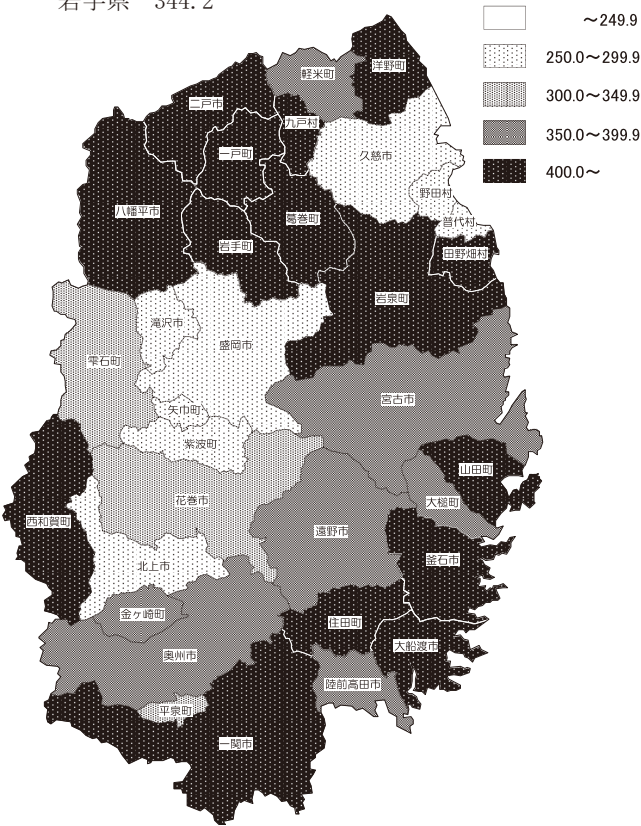 岩手県 344.2
～249.9
250.0～299.9
300.0～349.9
350.0～399.9
400.0～
洋野町
軽米町
二戸市
九戸村
一戸町
久慈市
野田村
普代村
八幡平市
葛巻町
岩手町
田野畑村
岩泉町
滝沢市
盛岡市
雫石町
宮古市
矢巾町
紫波町
山田町
花巻市
大槌町
西和賀町
遠野市
釜石市
北上市
金ヶ崎町
住田町
大船渡市
奥州市
陸前高田市
平泉町
一関市